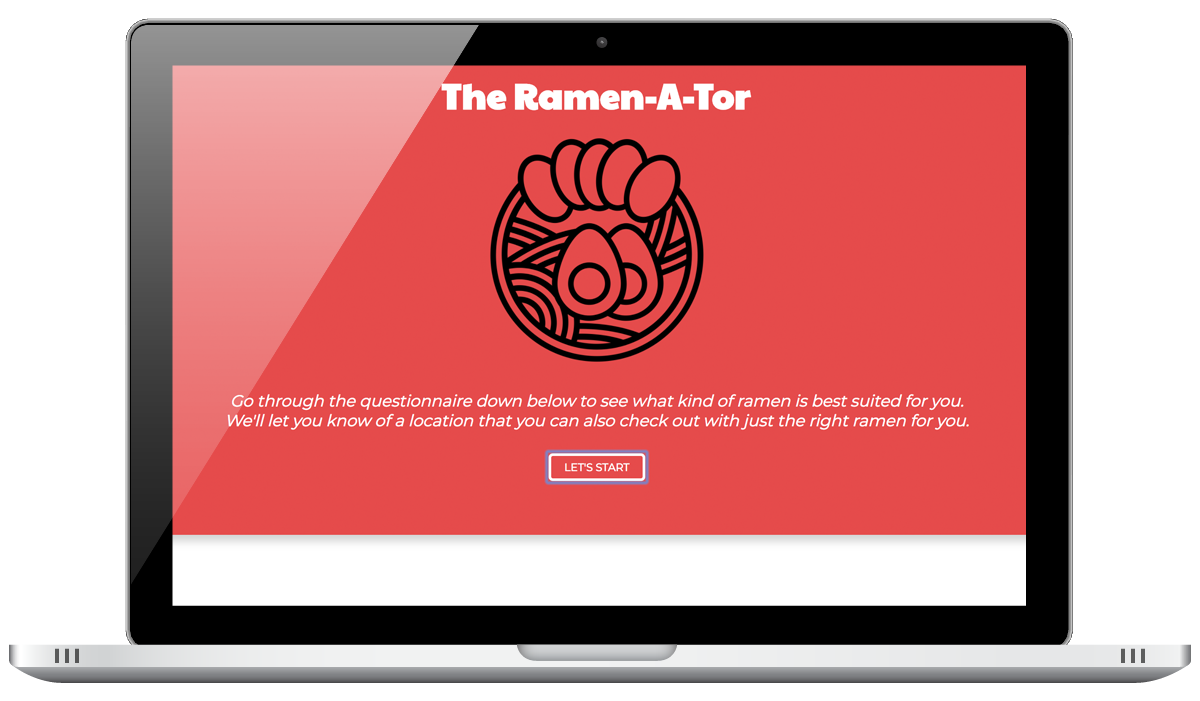 The Ramen-A-Tor
Go through the questionnaire down below to see what kind of ramen is best suited for you.
We'll let you know of a location that you can also check out with just the right ramen for you.
LET'S START